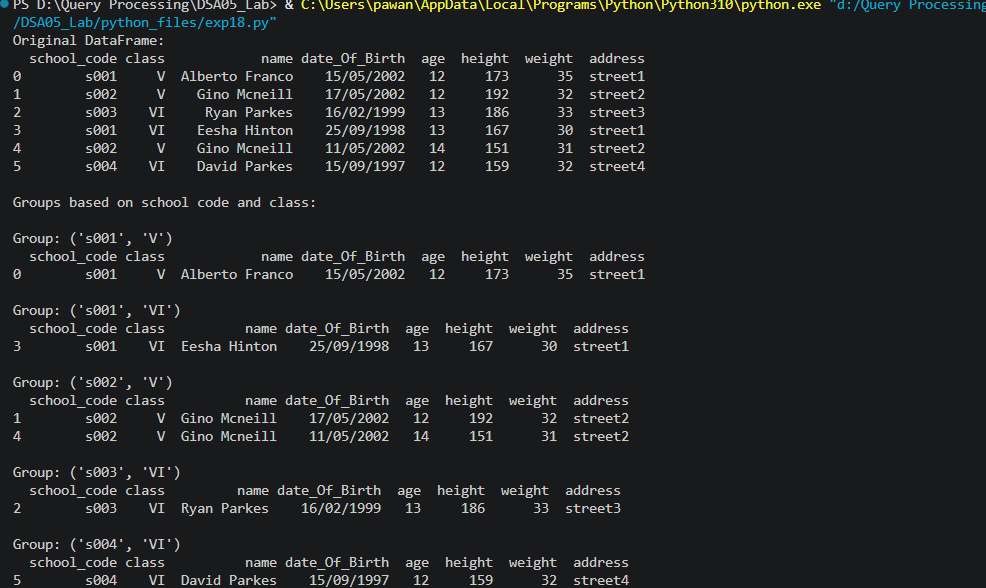 PS D:\Query Processing\DSA05_Lab> & C:\Users\pawan\AppData\Local\Programs\Python\Python310\python.exe "d:/Query Processing
/DSA05_Lab/python_files/exp18.py"
Original DataFrame:
  school_code class            name date_Of_Birth  age  height  weight  address
0        s001     V  Alberto Franco    15/05/2002   12     173      35  street1
1        s002     V    Gino Mcneill    17/05/2002   12     192      32  street2
2        s003    VI     Ryan Parkes    16/02/1999   13     186      33  street3
3        s001    VI    Eesha Hinton    25/09/1998   13     167      30  street1
4        s002     V    Gino Mcneill    11/05/2002   14     151      31  street2
5        s004    VI    David Parkes    15/09/1997   12     159      32  street4
Groups based on school code and class:
Group: ('s001', 'V')
  school_code class            name date_Of_Birth  age  height  weight  address
0        s001     V  Alberto Franco    15/05/2002   12     173      35  street1
Group: ('s001', 'VI')
  school_code class          name date_Of_Birth  age  height  weight  address
3        s001    VI  Eesha Hinton    25/09/1998   13     167      30  street1
Group: ('s002', 'V')
  school_code class          name date_Of_Birth  age  height  weight  address
1        s002     V  Gino Mcneill    17/05/2002   12     192      32  street2
4        s002     V  Gino Mcneill    11/05/2002   14     151      31  street2
Group: ('s003', 'VI')
  school_code class         name date_Of_Birth  age  height  weight  address
2        s003    VI  Ryan Parkes    16/02/1999   13     186      33  street3
Group: ('s004', 'VI')
  school_code class          name date_Of_Birth  age  height  weight  address
5        s004    VI  David Parkes    15/09/1997   12     159      32  street4